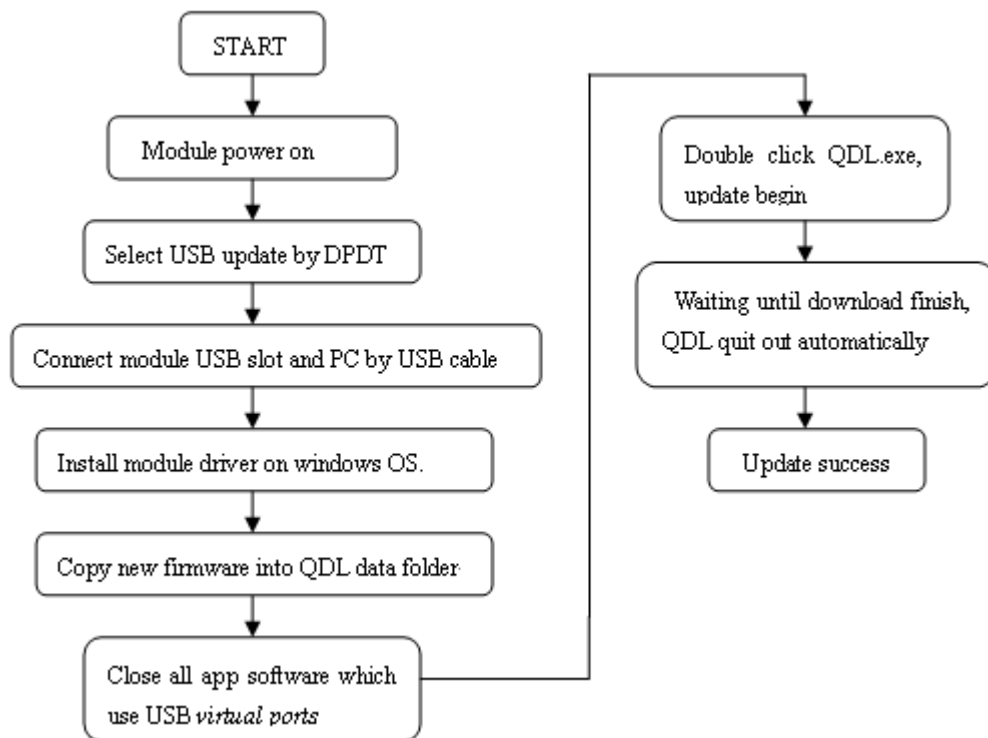 START
Module power on
Select USB update by DPDT
Connect module USB slot and PC by USB cable
Install module driver on windows OS.
Copy new firmware into QDL data folder
Close all app software which
use USB virtual ports
Double click QDL.exe,
update begin
Waiting until download finish,
QDL quit out automatically
Update success